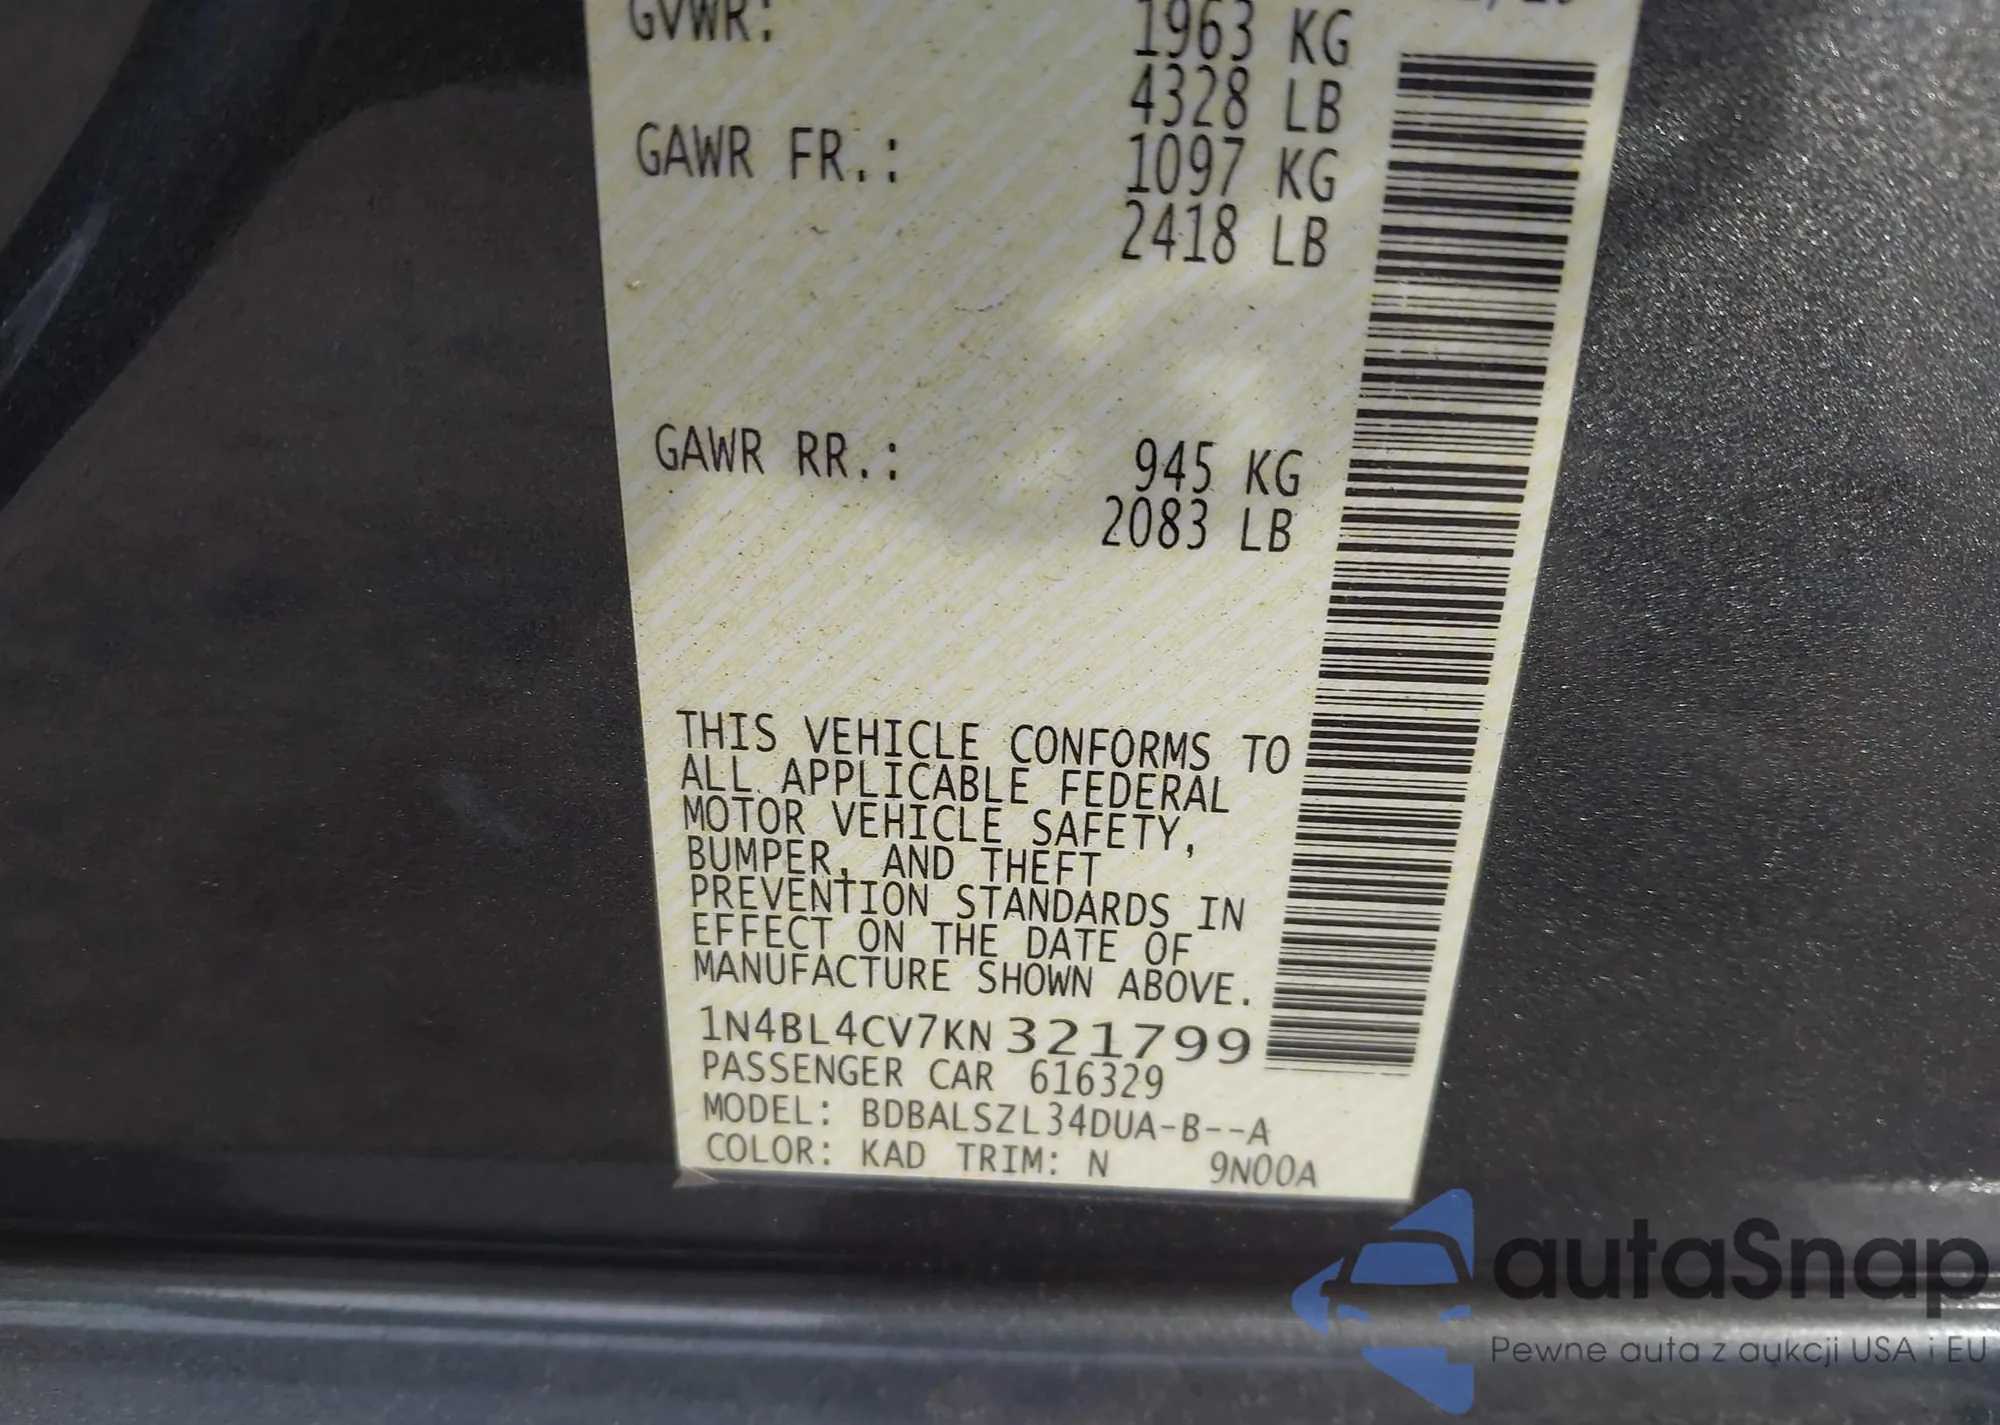 GVWR: 1963 KG
4328 LB
GAWR FR.: 1097 KG
2418 LB
GAWR RR.: 945 KG
2083 LB
THIS VEHICLE CONFORMS TO
ALL APPLICABLE FEDERAL
MOTOR VEHICLE SAFETY,
BUMPER, AND THEFT
PREVENTION STANDARDS IN
EFFECT ON THE DATE OF
MANUFACTURE SHOWN ABOVE.
1N4BL4CV7KN321799
PASSENGER CAR 616329
MODEL: BDBALSZL34DUA-B--A
COLOR: KAD TRIM: N 9N00A
autaSnap
Pewne auta z aukcji USA i EU